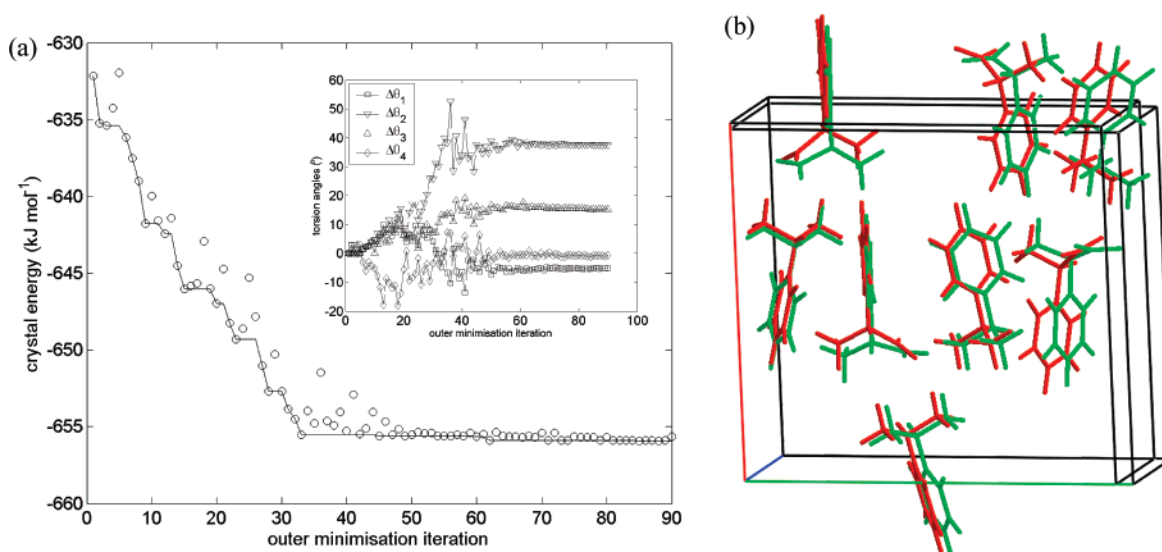 (a)
(b)
crystal energy (kJ mol⁻¹)
-630
-635
-640
-645
-650
-655
-660
0 10 20 30 40 50 60 70 80 90
outer minimisation iteration
torsion angles (°)
60
50
40
30
20
10
0
-10
-20
0 20 40 60 80 100
outer minimisation iteration
Δθ₁
Δθ₂
Δθ₃
Δθ₄